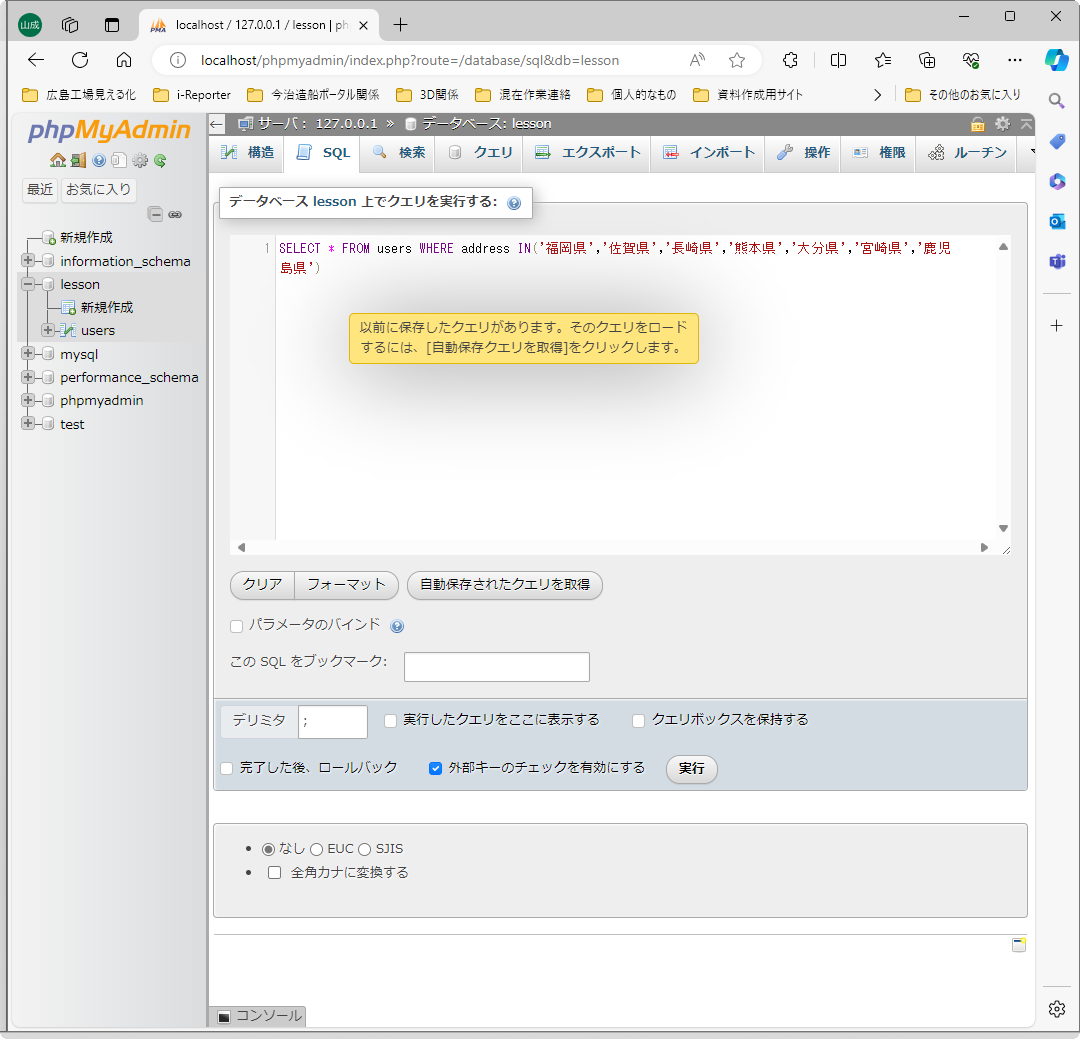 山成
localhost / 127.0.0.1 / lesson | ph
localhost/phpmyadmin/index.php?route=/database/sql&db=lesson
広島工場見える化
i-Reporter
今治造船ポータル関係
3D関係
混在作業連絡
個人的なもの
資料作成用サイト
その他のお気に入り
phpMyAdmin
最近
お気に入り
新規作成
information_schema
lesson
新規作成
users
mysql
performance_schema
phpmyadmin
test
サーバ: 127.0.0.1 » データベース: lesson
構造
SQL
検索
クエリ
エクスポート
インポート
操作
権限
ルーチン
データベース lesson 上でクエリを実行する:
1
SELECT * FROM users WHERE address IN('福岡県','佐賀県','長崎県','熊本県','大分県','宮崎県','鹿児
島県')
以前に保存したクエリがあります。そのクエリをロード
するには、[自動保存クエリを取得]をクリックします。
クリア
フォーマット
自動保存されたクエリを取得
パラメータのバインド
この SQL をブックマーク:
デリミタ
;
実行したクエリをここに表示する
クエリボックスを保持する
完了した後、ロールバック
外部キーのチェックを有効にする
実行
なし EUC SJIS
全角カナに変換する
コンソール